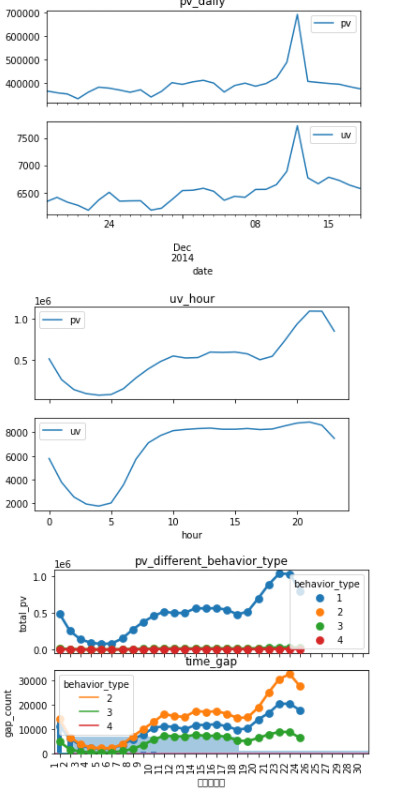 pv_daily
700000
600000
500000
400000
pv
7500
7000
6500
uv
24
08
15
Dec
2014
date
uv_hour
1e6
1.0
0.5
pv
8000
6000
4000
2000
uv
0
5
10
15
20
hour
pv_different_behavior_type
1e6
1.0
0.5
0.0
total_pv
behavior_type
1
2
3
4
time_gap
30000
20000
10000
0
gap_count
behavior_type
2
3
4
1 2 3 4 5 6 7 8 9 10 11 12 13 14 15 16 17 18 19 20 21 22 23 24 25 26 27 28 29 30